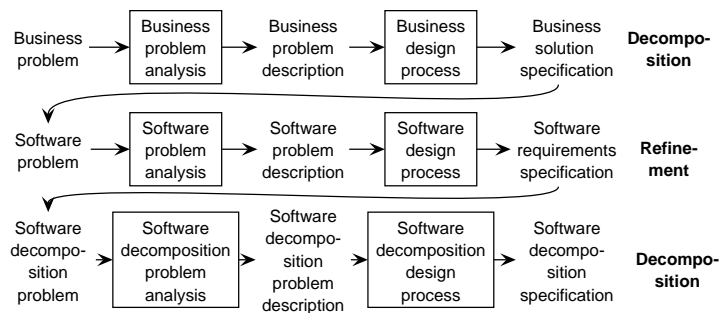 Business
problem
Business
problem
analysis
Business
problem
description
Business
design
process
Business
solution
specification
Decompo-
sition
Software
problem
Software
problem
analysis
Software
problem
description
Software
design
process
Software
requirements
specification
Refine-
ment
Software
decompo-
sition
problem
Software
decomposition
problem
analysis
Software
decompo-
sition
problem
description
Software
decomposition
design
process
Software
decompo-
sition
specification
Decompo-
sition